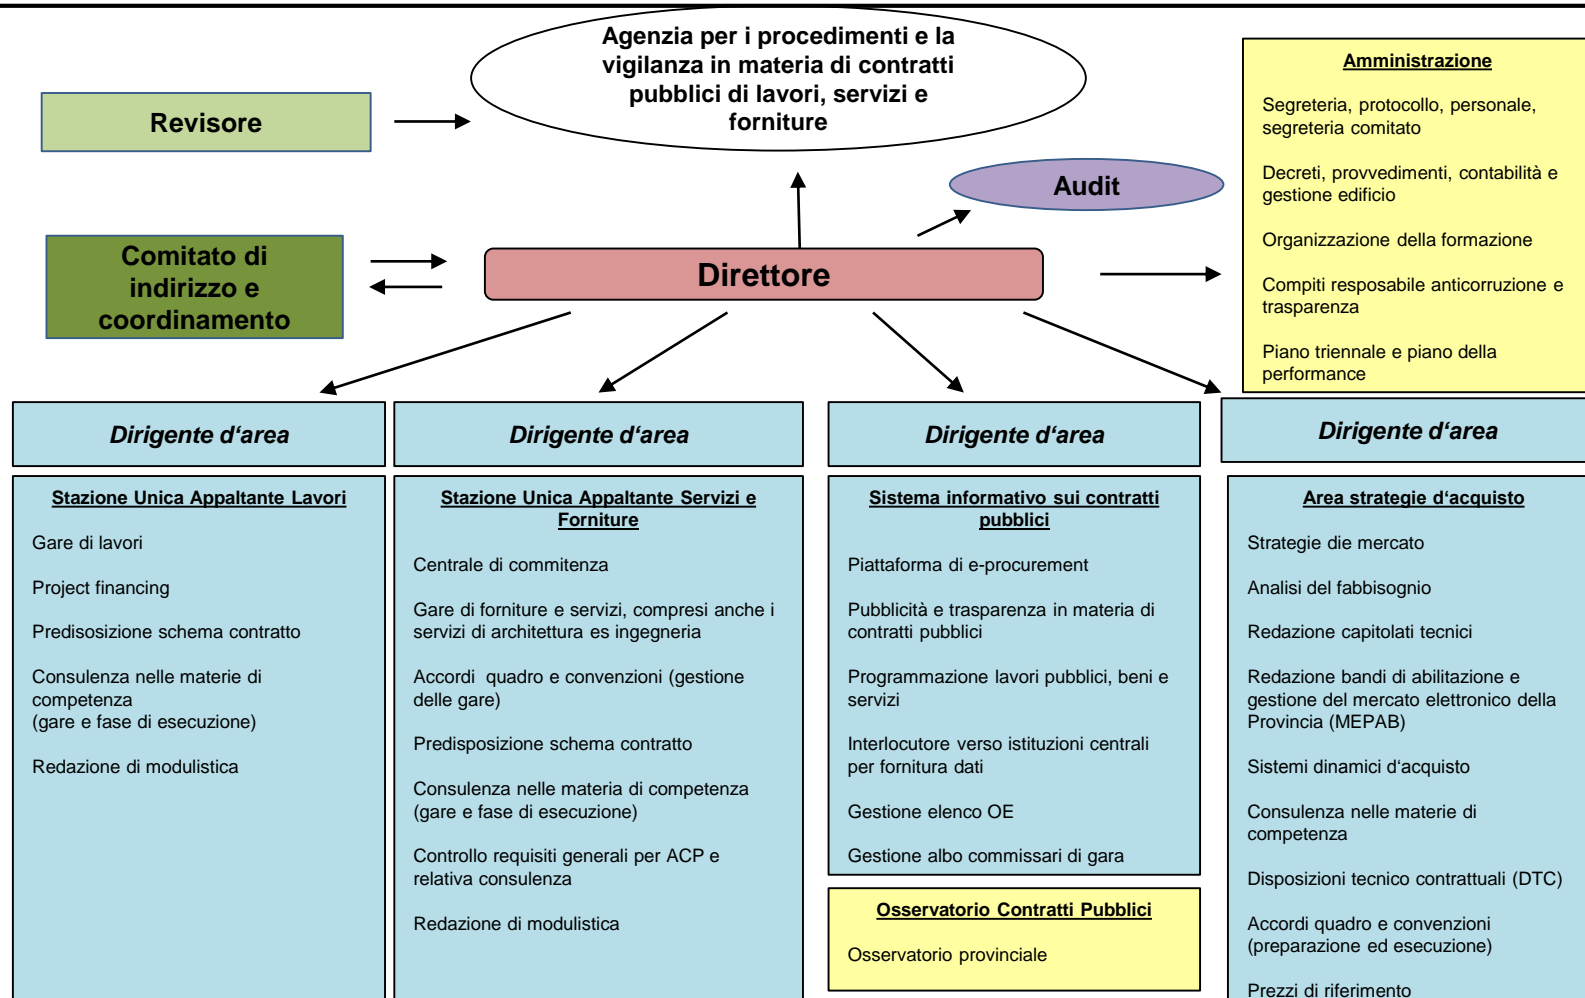 Agenzia per i procedimenti e la
vigilanza in materia di contratti
pubblici di lavori, servizi e
forniture
Revisore
Audit
Comitato di
indirizzo e
coordinamento
Direttore
Amministrazione
Segreteria, protocollo, personale,
segreteria comitato
Decreti, provvedimenti, contabilità e
gestione edificio
Organizzazione della formazione
Compiti resposabile anticorruzione e
trasparenza
Piano triennale e piano della
performance
Dirigente d‘area
Stazione Unica Appaltante Lavori
Gare di lavori
Project financing
Predisosizione schema contratto
Consulenza nelle materie di
competenza
(gare e fase di esecuzione)
Redazione di modulistica
Dirigente d‘area
Stazione Unica Appaltante Servizi e
Forniture
Centrale di commitenza
Gare di forniture e servizi, compresi anche i
servizi di architettura es ingegneria
Accordi quadro e convenzioni (gestione
delle gare)
Predisposizione schema contratto
Consulenza nelle materia di competenza
(gare e fase di esecuzione)
Controllo requisiti generali per ACP e
relativa consulenza
Redazione di modulistica
Dirigente d‘area
Sistema informativo sui contratti
pubblici
Piattaforma di e-procurement
Pubblicità e trasparenza in materia di
contratti pubblici
Programmazione lavori pubblici, beni e
servizi
Interlocutore verso istituzioni centrali
per fornitura dati
Gestione elenco OE
Gestione albo commissari di gara
Osservatorio Contratti Pubblici
Osservatorio provinciale
Dirigente d‘area
Area strategie d‘acquisto
Strategie die mercato
Analisi del fabbisognio
Redazione capitolati tecnici
Redazione bandi di abilitazione e
gestione del mercato elettronico della
Provincia (MEPAB)
Sistemi dinamici d‘acquisto
Consulenza nelle materie di
competenza
Disposizioni tecnico contrattuali (DTC)
Accordi quadro e convenzioni
(preparazione ed esecuzione)
Prezzi di riferimento